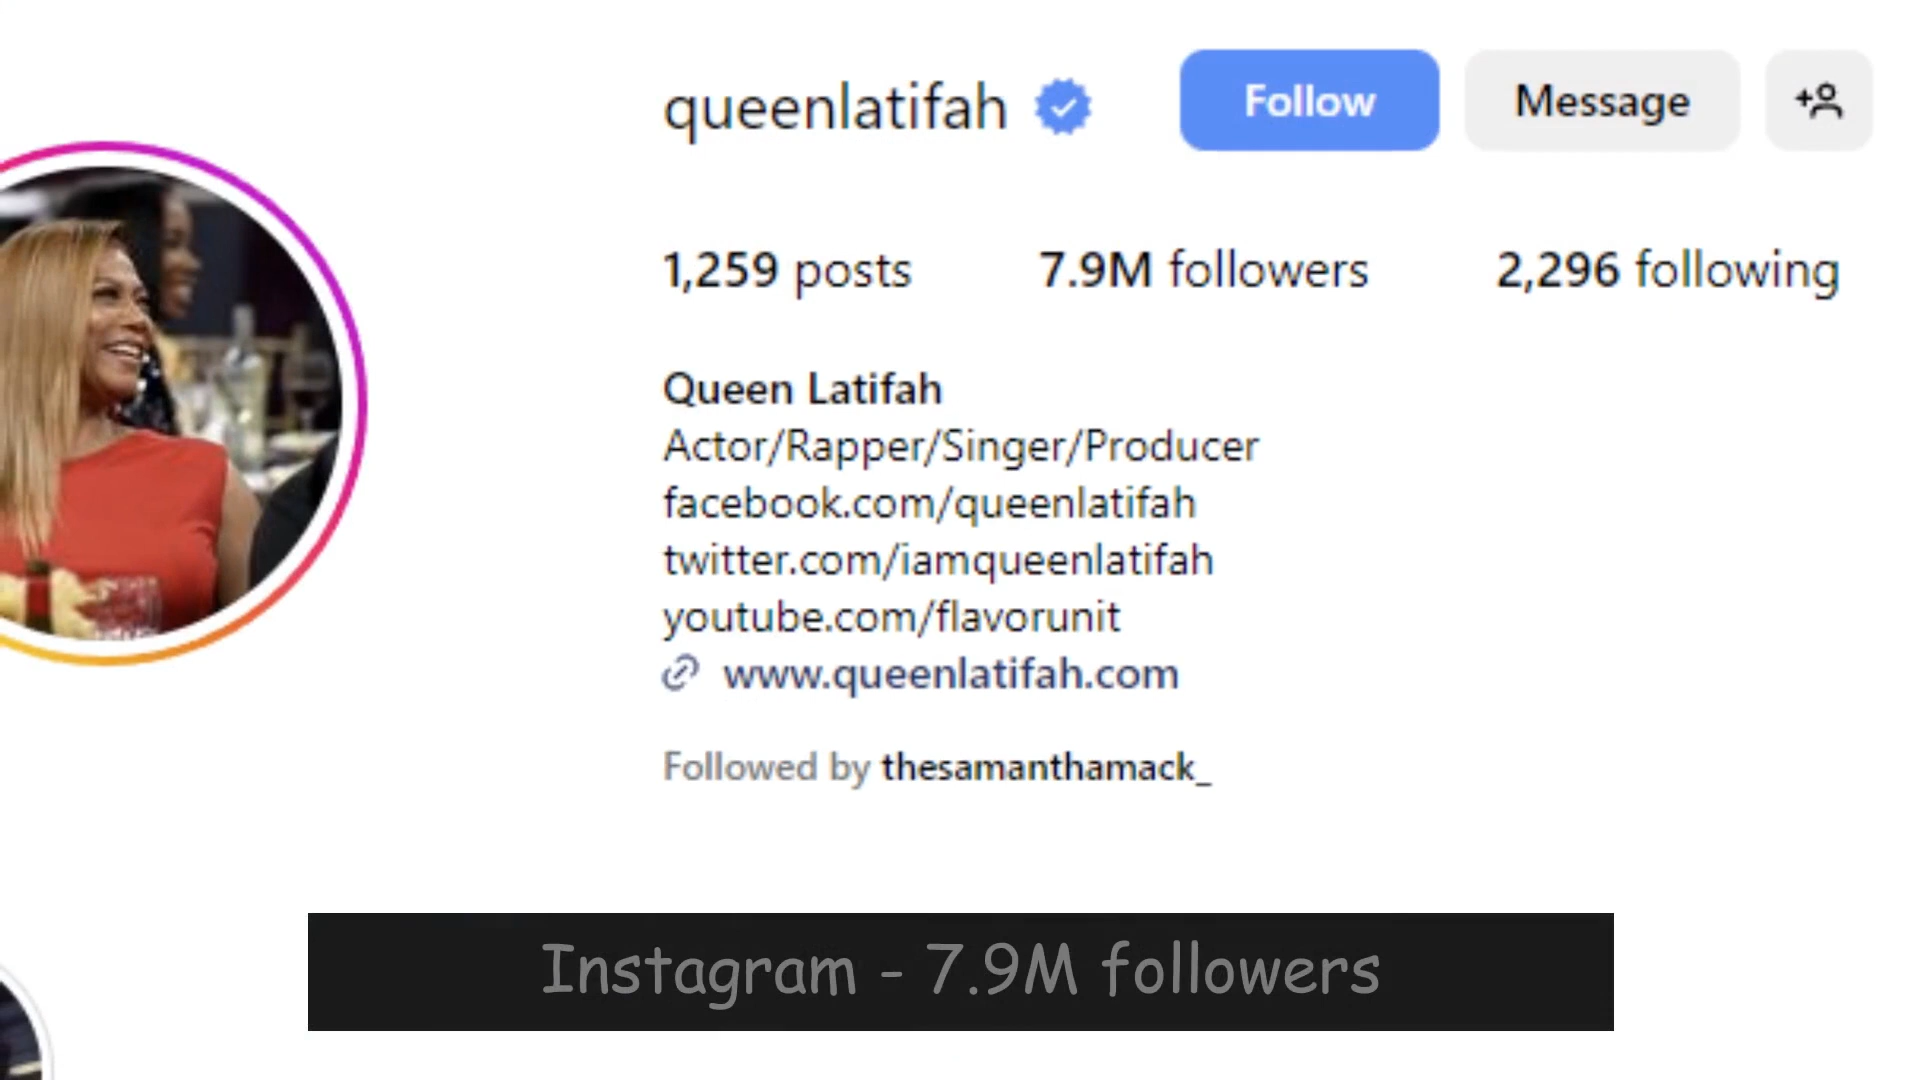 queenlatifah Follow Message
1,259 posts 7.9M followers 2,296 following
Queen Latifah
Actor/Rapper/Singer/Producer
facebook.com/queenlatifah
twitter.com/iamqueenlatifah
youtube.com/flavorunit
www.queenlatifah.com
Followed by thesamanthamack_
Instagram - 7.9M followers